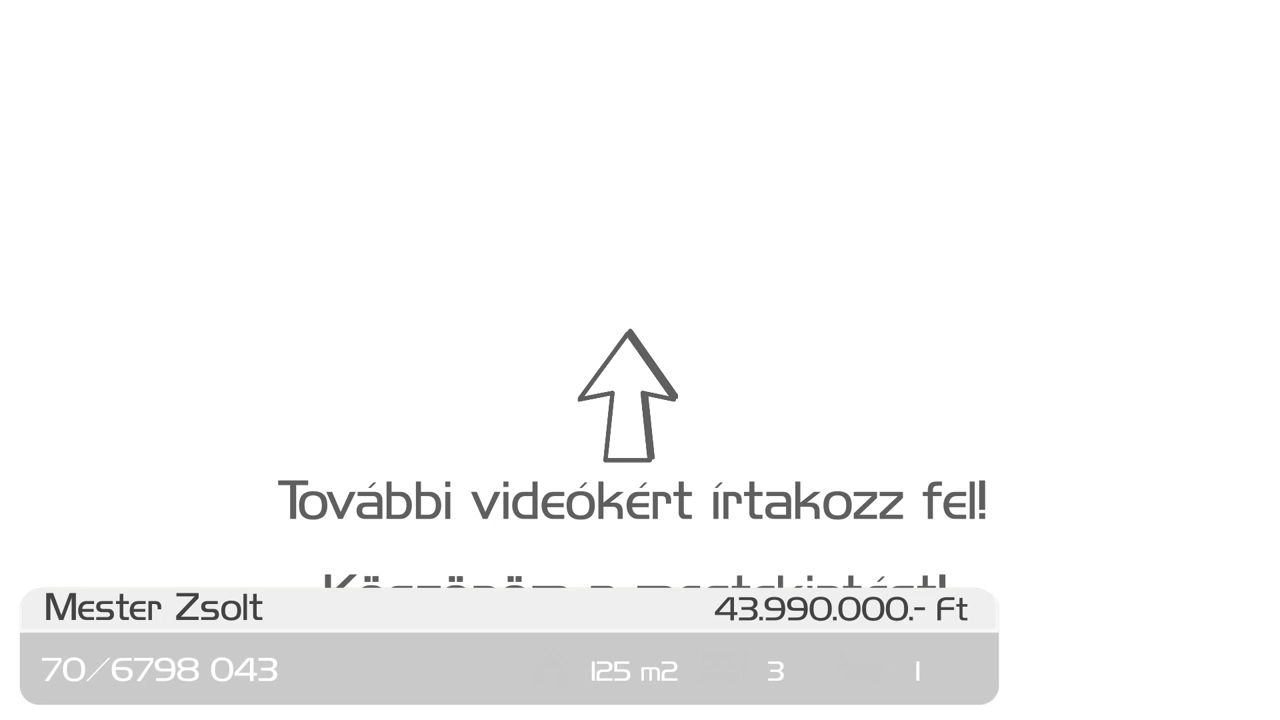 További videókért írtakozz fel!
Mester Zsolt
43.990.000.- Ft
70/6798 043
125 m2
3
1